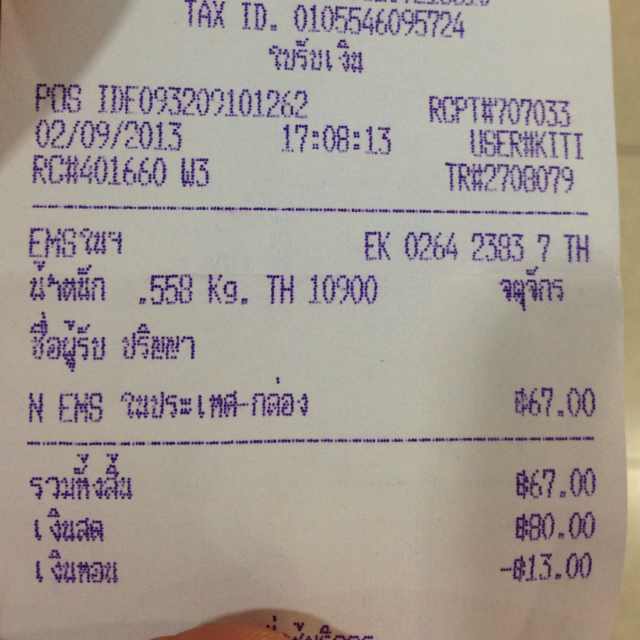 TAX ID. 0105546095724
ใบรับเงิน
POS IDE093209101262 RCPT#707033
02/09/2013 17:08:13 USER#KITI
RC#401660 W3 TR#2708079
EMSในฯ EK 0264 2383 7 TH
น้ำหนัก .558 Kg. TH 10900 จตุจักร
ชื่อผู้รับ ปริษา
N EMS ในประเทศ-กล่อง ฿67.00
รวมทั้งสิ้น ฿67.00
เงินสด ฿80.00
เงินทอน -฿13.00